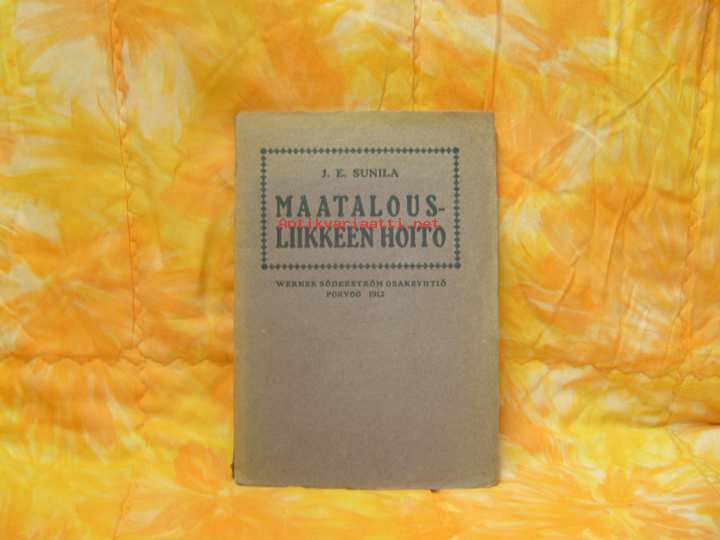 J. E. SUNILA
MAATALOUS-
Antikvariaatti.net
LIIKKEEN HOITO
WERNER SÖDERSTRÖM OSAKEYHTIÖ
PORVOO 1912